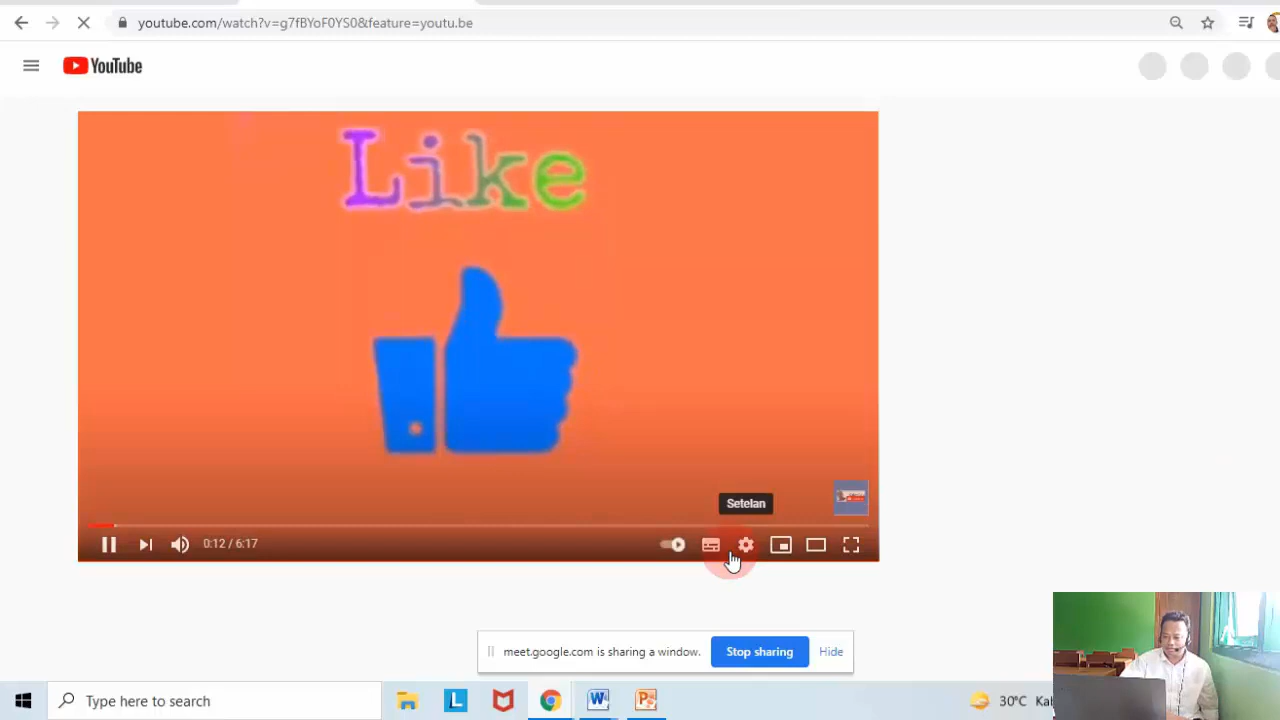 youtube.com/watch?v=g7fBYoF0YS0&feature=youtu.be
YouTube
Like
Setelan
0:12 / 6:17
meet.google.com is sharing a window.
Stop sharing
Hide
Type here to search
30°C